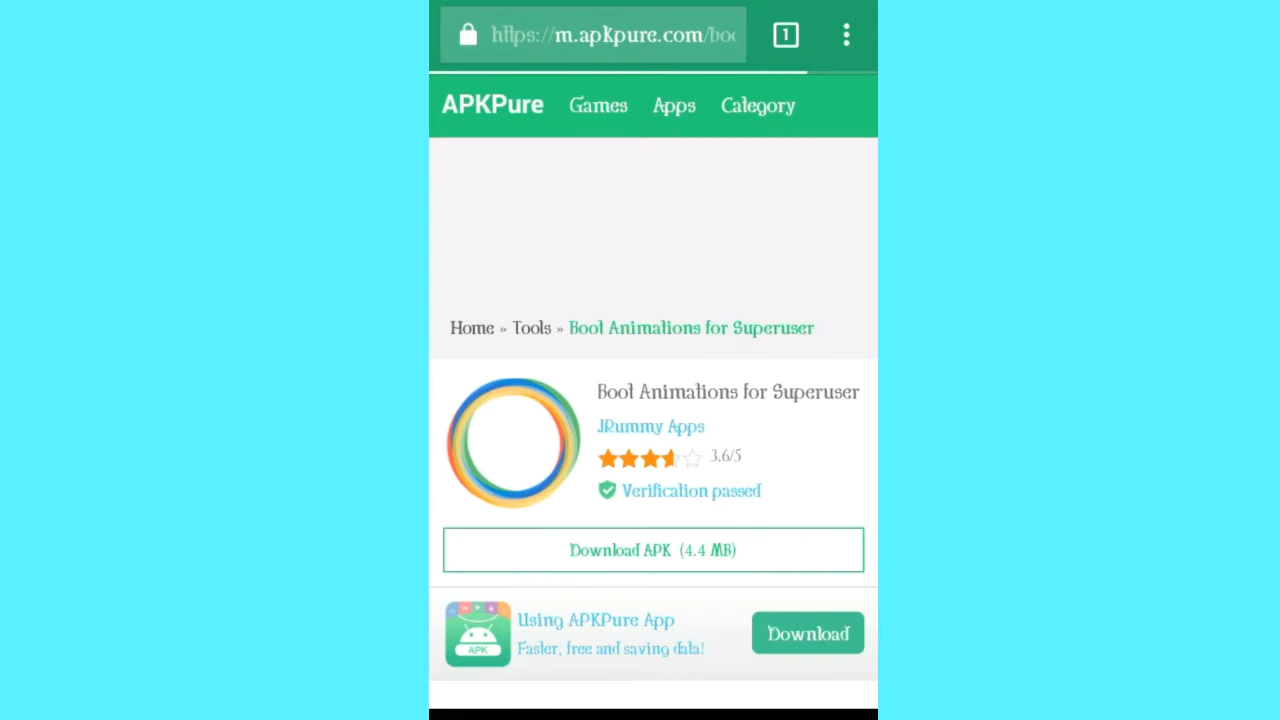 https://m.apkpure.com/boo 1
APKPure Games Apps Category
Home » Tools » Boot Animations for Superuser
Boot Animations for Superuser
JRummy Apps
3.6/5
Verification passed
Download APK (4.4 MB)
Using APKPure App
Faster, free and saving data!
Download
APK